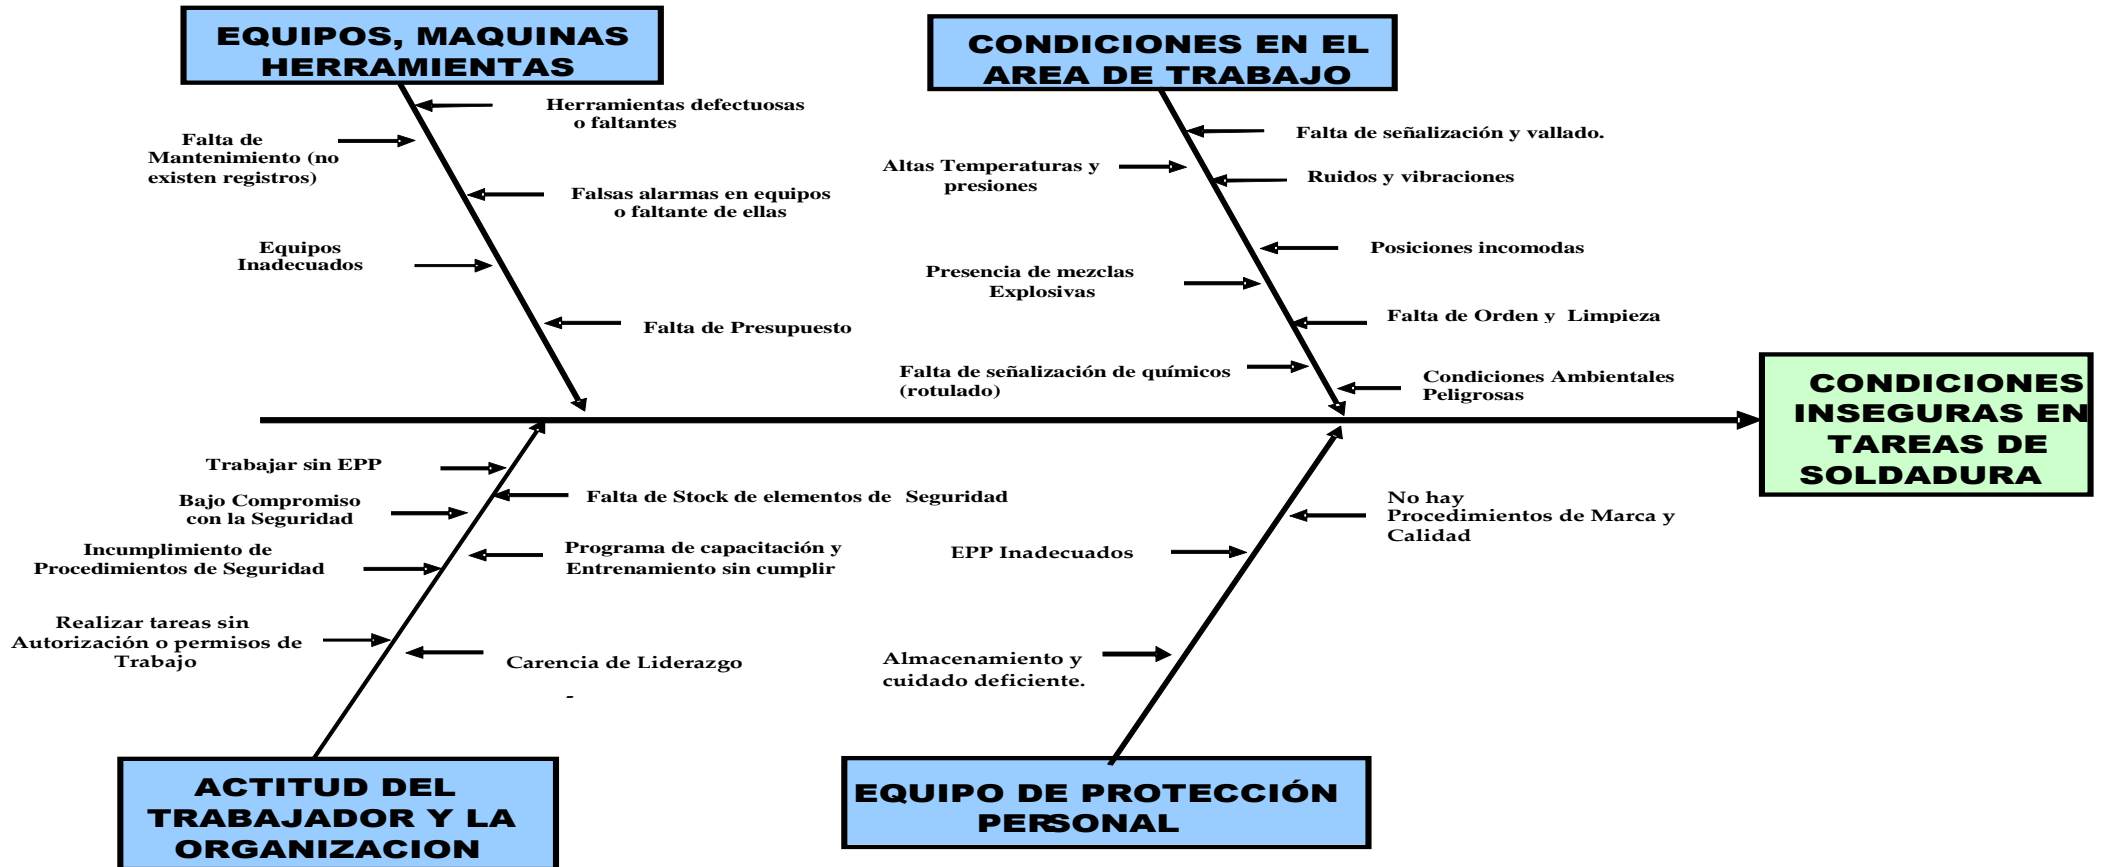 EQUIPOS, MAQUINAS
HERRAMIENTAS
Herramientas defectuosas
o faltantes
Falta de
Mantenimiento (no
existen registros)
Falsas alarmas en equipos
o faltante de ellas
Equipos
Inadecuados
Falta de Presupuesto
CONDICIONES EN EL
AREA DE TRABAJO
Falta de señalización y vallado.
Altas Temperaturas y
presiones
Ruidos y vibraciones
Posiciones incomodas
Presencia de mezclas
Explosivas
Falta de Orden y Limpieza
Falta de señalización de químicos
(rotulado)
Condiciones Ambientales
Peligrosas
CONDICIONES
INSEGURAS EN
TAREAS DE
SOLDADURA
Trabajar sin EPP
Falta de Stock de elementos de Seguridad
Bajo Compromiso
con la Seguridad
Programa de capacitación y
Entrenamiento sin cumplir
Incumplimiento de
Procedimientos de Seguridad
Realizar tareas sin
Autorización o permisos de
Trabajo
Carencia de Liderazgo
-
ACTITUD DEL
TRABAJADOR Y LA
ORGANIZACION
No hay
Procedimientos de Marca y
Calidad
EPP Inadecuados
Almacenamiento y
cuidado deficiente.
EQUIPO DE PROTECCIÓN
PERSONAL